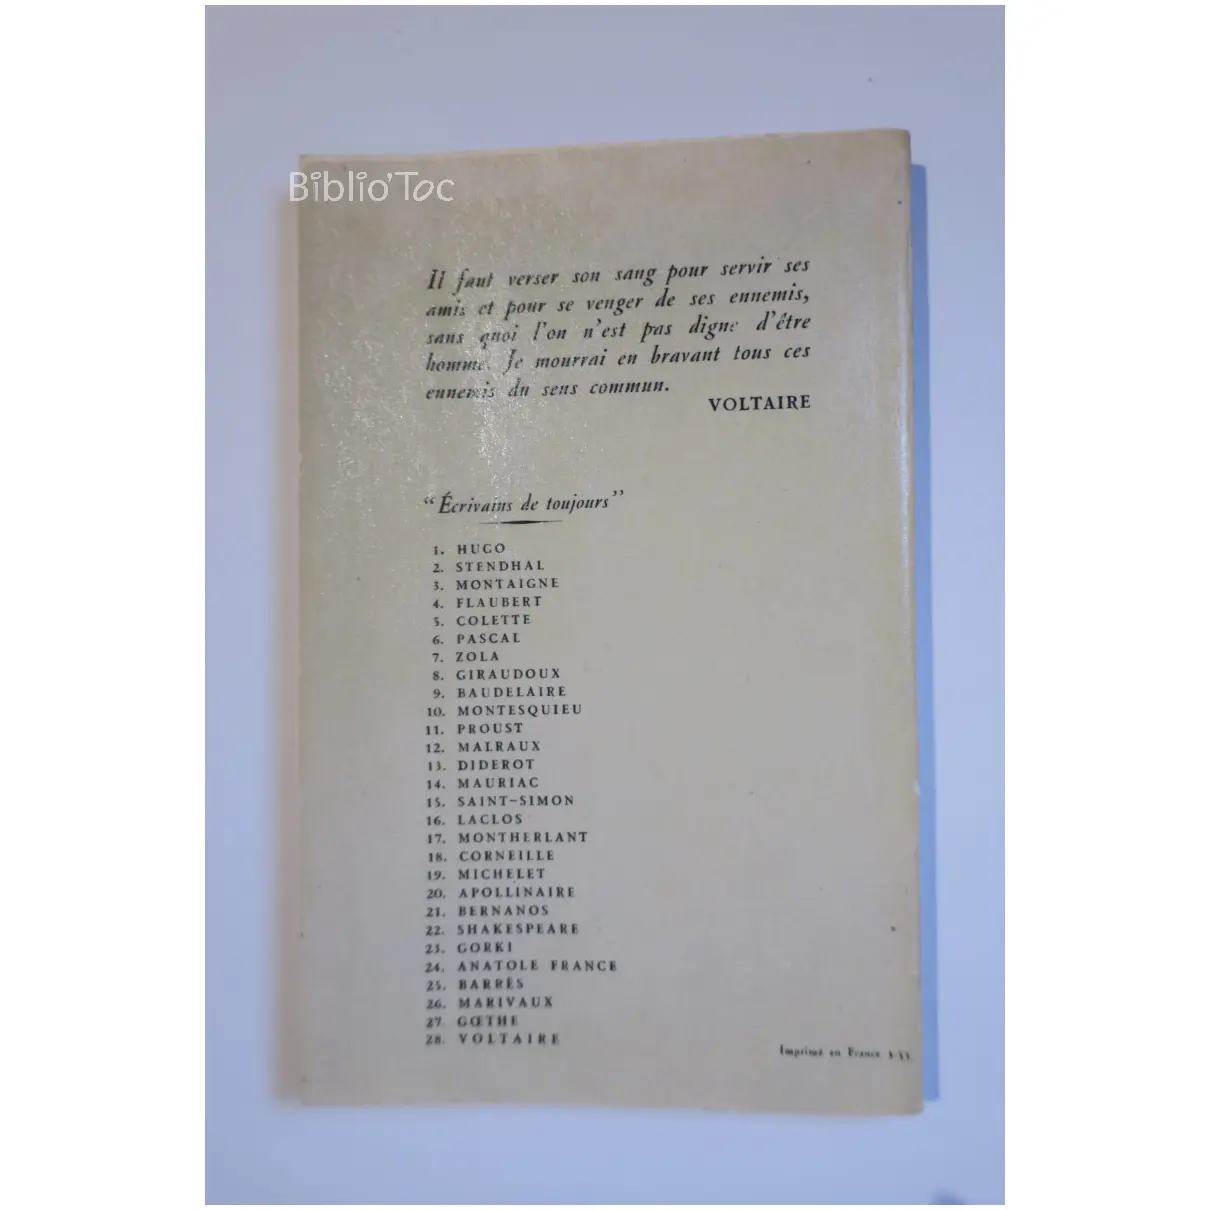 Biblio'Toc
Il faut verser son sang pour servir ses
amis et pour se venger de ses ennemis,
sans quoi l'on n'est pas digne d'être
homme. Je mourrai en bravant tous ces
ennemis du sens commun.
VOLTAIRE
“Écrivains de toujours”
1. HUGO
2. STENDHAL
3. MONTAIGNE
4. FLAUBERT
5. COLETTE
6. PASCAL
7. ZOLA
8. GIRAUDOUX
9. BAUDELAIRE
10. MONTESQUIEU
11. PROUST
12. MALRAUX
13. DIDEROT
14. MAURIAC
15. SAINT-SIMON
16. LACLOS
17. MONTHERLANT
18. CORNEILLE
19. MICHELET
20. APOLLINAIRE
21. BERNANOS
22. SHAKESPEARE
23. GORKI
24. ANATOLE FRANCE
25. BARRÈS
26. MARIVAUX
27. GŒTHE
28. VOLTAIRE
Imprimé en France